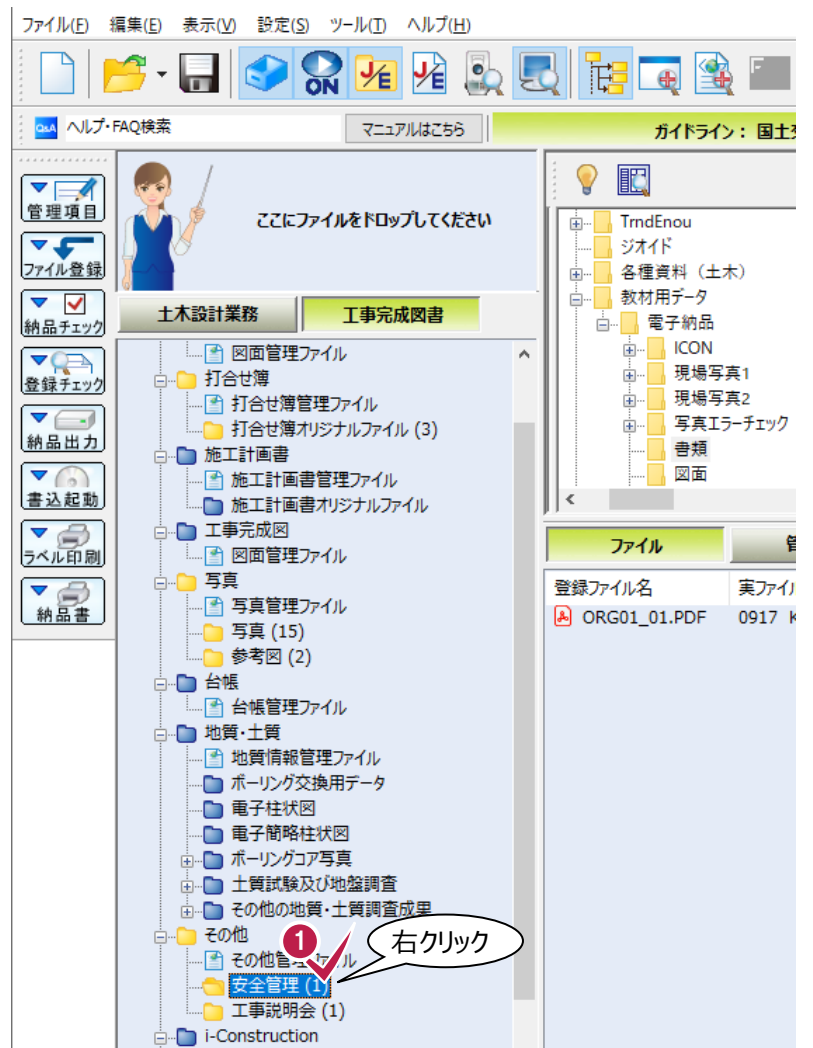 ファイル(F) 編集(E) 表示(V) 設定(S) ツール(T) ヘルプ(H)
ON
J/E
J/E
Q&A ヘルプ・FAQ検索
マニュアルはこちら
ガイドライン： 国土
管理項目
ファイル登録
納品チェック
登録チェック
納品出力
書込起動
ラベル印刷
納品書
ここにファイルをドロップしてください
土木設計業務
工事完成図書
図面管理ファイル
打合せ簿
打合せ簿管理ファイル
打合せ簿オリジナルファイル (3)
施工計画書
施工計画書管理ファイル
施工計画書オリジナルファイル
工事完成図
図面管理ファイル
写真
写真管理ファイル
写真 (15)
参考図 (2)
台帳
台帳管理ファイル
地質・土質
地質情報管理ファイル
ボーリング交換用データ
電子柱状図
電子簡略柱状図
ボーリングコア写真
土質試験及び地盤調査
その他の地質・土質調査成果
その他
その他管理ファイル
安全管理 (1)
工事説明会 (1)
i-Construction
1
右クリック
TrndEnou
ジオイド
各種資料（土木）
教材用データ
電子納品
ICON
現場写真1
現場写真2
写真エラーチェック
書類
図面
ファイル
登録ファイル名 実ファイ
ORG01_01.PDF 0917